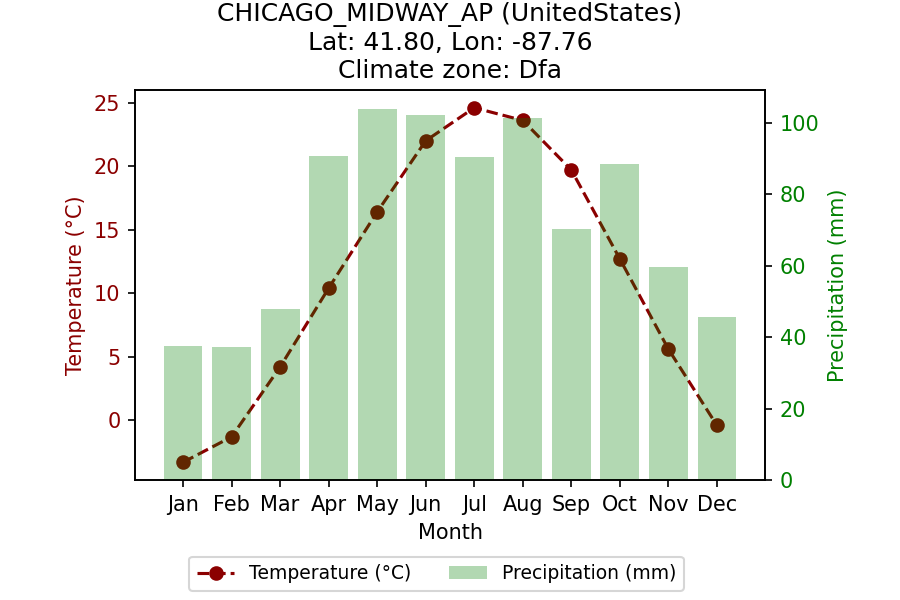 CHICAGO_MIDWAY_AP (UnitedStates)
Lat: 41.80, Lon: -87.76
Climate zone: Dfa
Temperature (°C)
25
20
15
10
5
0
100
80
60
40
20
0
Precipitation (mm)
Jan Feb Mar Apr May Jun Jul Aug Sep Oct Nov Dec
Month
Temperature (°C) Precipitation (mm)